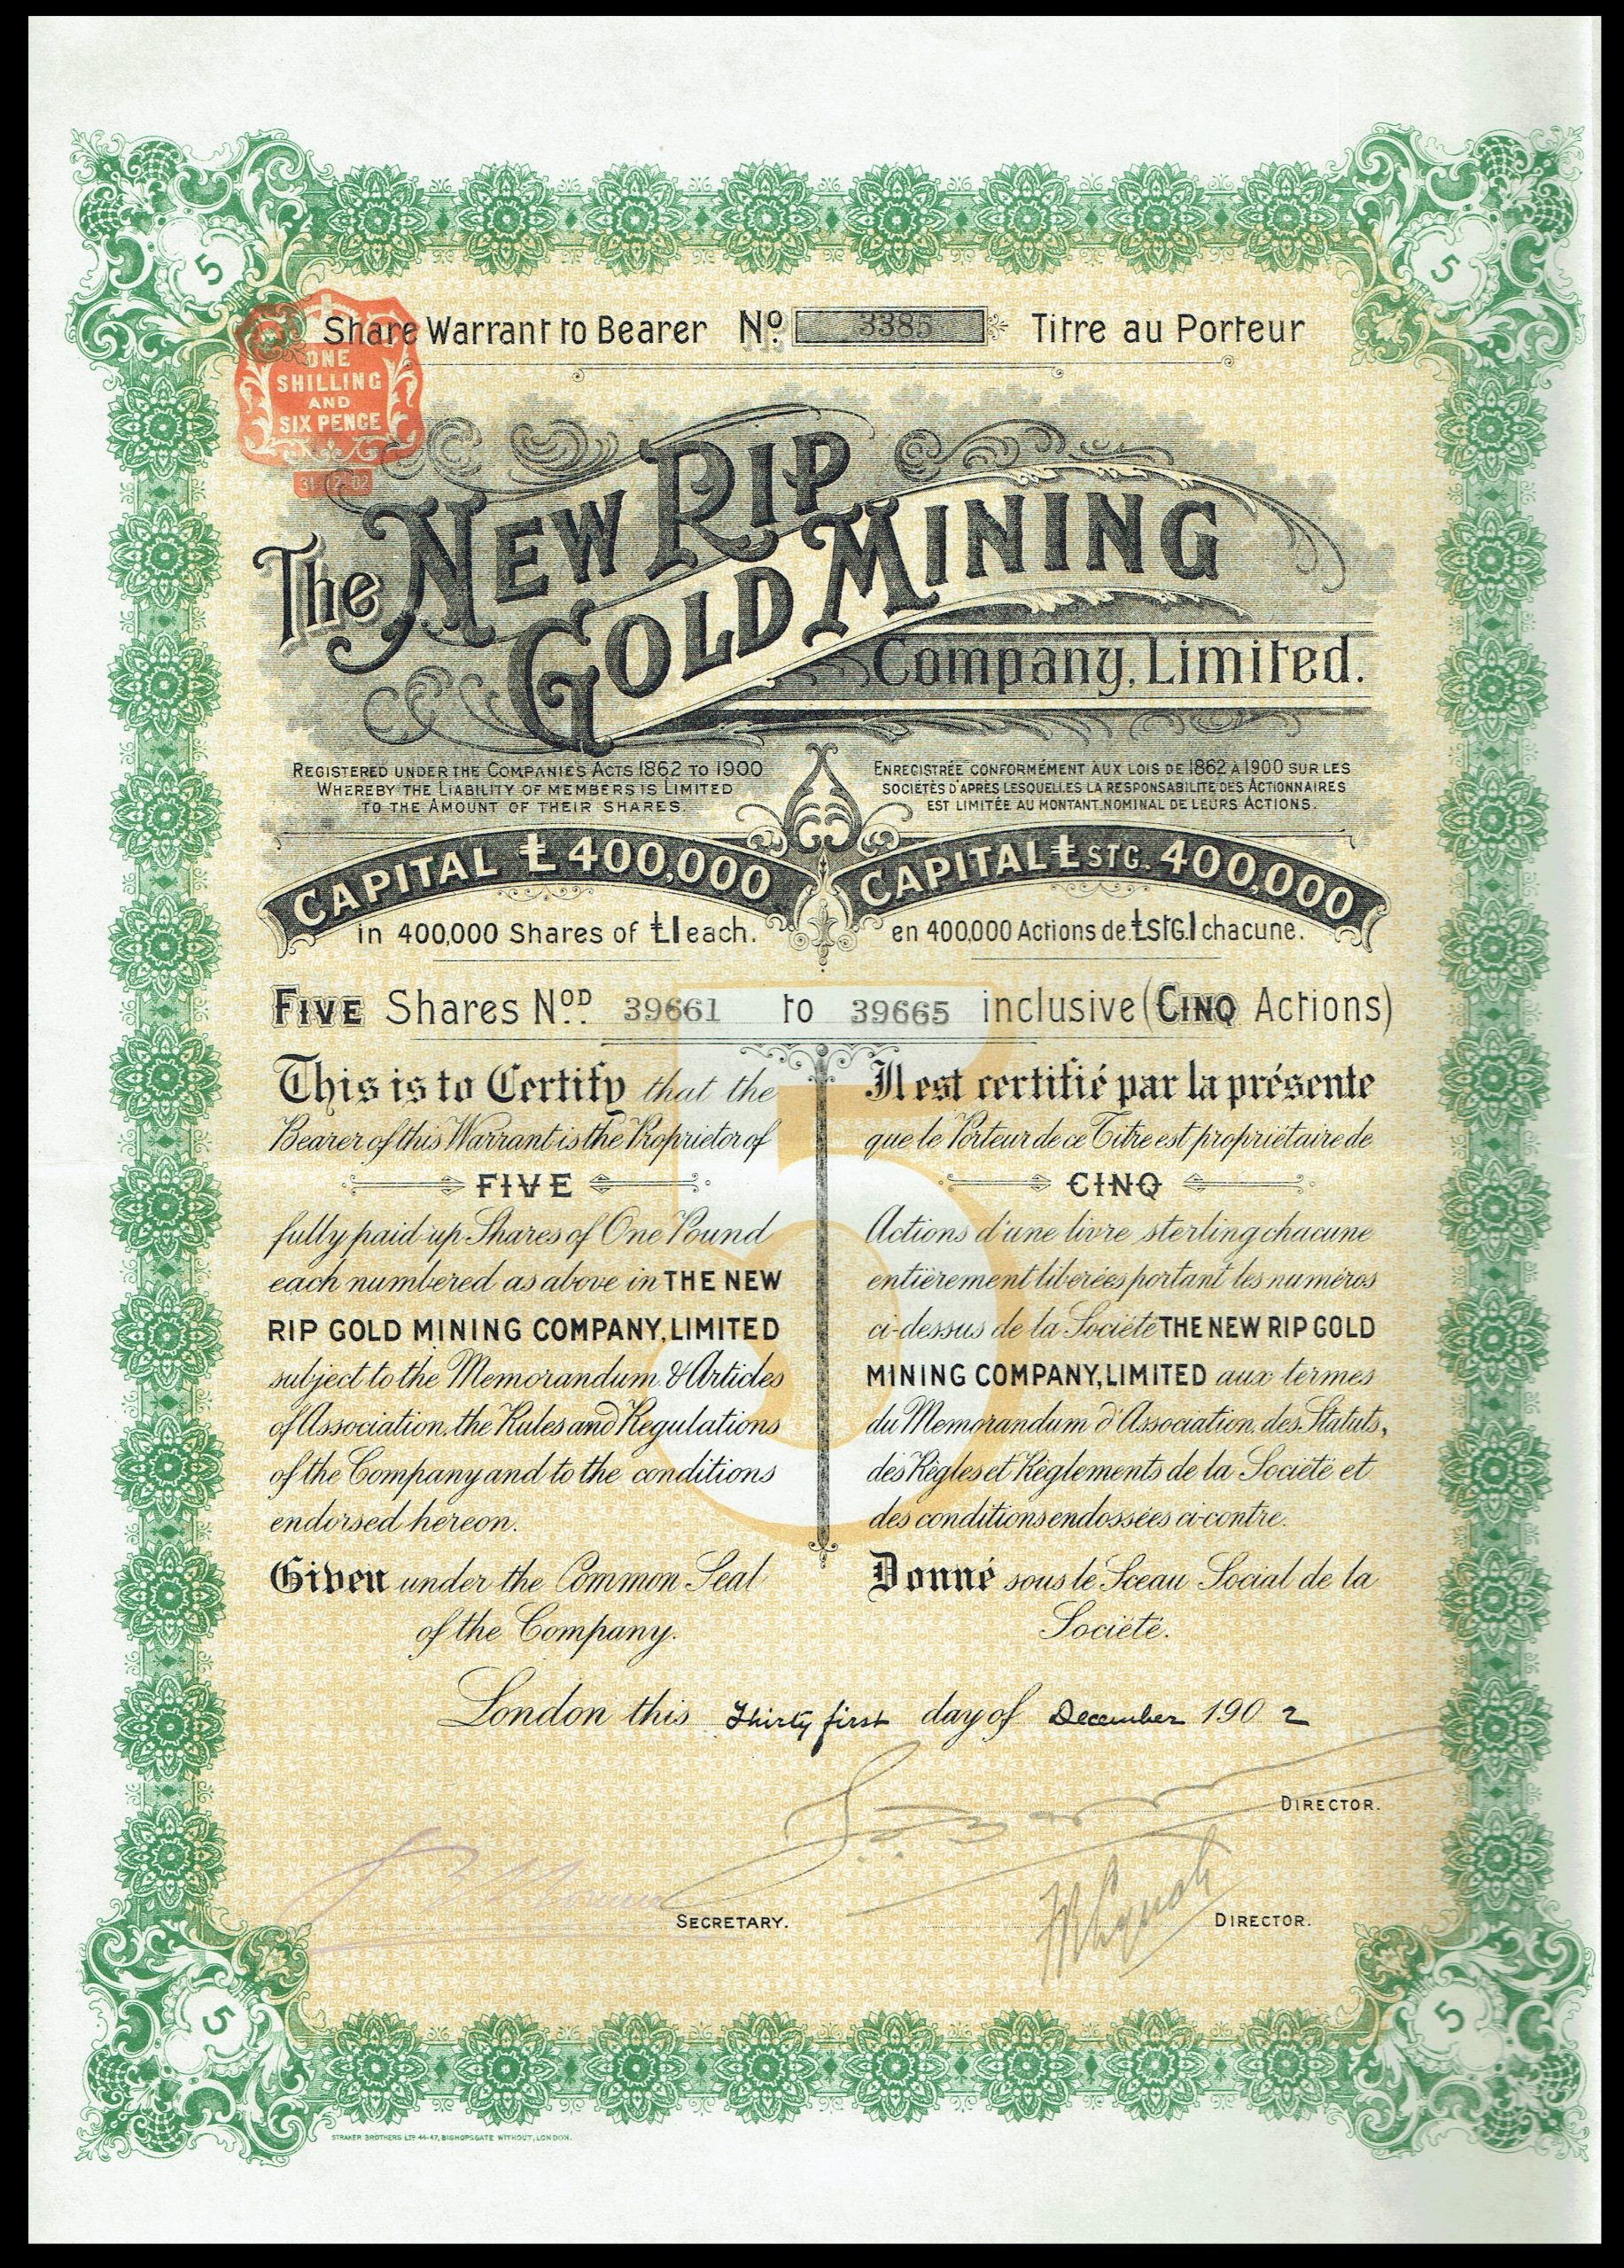 5
5
Share Warrant to Bearer Nº. 3385 Titre au Porteur
ONE
SHILLING
AND
SIX PENCE
31 12 02
The New Rip
Gold Mining
Company, Limited.
REGISTERED UNDER THE COMPANIES ACTS 1862 TO 1900
WHEREBY THE LIABILITY OF MEMBERS IS LIMITED
TO THE AMOUNT OF THEIR SHARES.
ENREGISTRÉE CONFORMÉMENT AUX LOIS DE 1862 À 1900 SUR LES
SOCIÉTÉS D'APRÈS LESQUELLES LA RESPONSABILITÉ DES ACTIONNAIRES
EST LIMITÉE AU MONTANT NOMINAL DE LEURS ACTIONS.
CAPITAL £400,000
in 400,000 Shares of £1 each.
CAPITAL £STG. 400,000
en 400,000 Actions de £STG.1 chacune.
FIVE Shares Nos. 39661 to 39665 inclusive (CINQ Actions)
This is to Certify that the
Bearer of this Warrant is the Proprietor of
FIVE
fully paid-up Shares of One Pound
each numbered as above in THE NEW
RIP GOLD MINING COMPANY, LIMITED
subject to the Memorandum & Articles
of Association, the Rules and Regulations
of the Company and to the conditions
endorsed hereon.
Given under the Common Seal
of the Company.
Il est certifié par la présente
que le Porteur de ce Titre est propriétaire de
CINQ
Actions d'une livre sterling chacune
entièrement libérées portant les numéros
ci-dessus de la Société THE NEW RIP GOLD
MINING COMPANY, LIMITED aux termes
du Memorandum d'Association, des Statuts,
des Règles et Règlements de la Société et
des conditions endossées ci-contre.
Donné sous le Sceau Social de la
Société.
London this Thirty first day of December 1902
DIRECTOR.
SECRETARY.
DIRECTOR.
5
5
STRAKER BROTHERS LTD 44-47, BISHOPSGATE WITHOUT, LONDON.